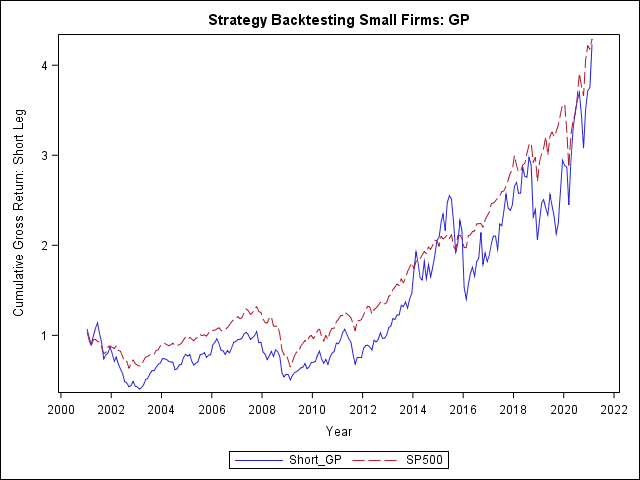 Strategy Backtesting Small Firms: GP
Cumulative Gross Return: Short Leg
4
3
2
1
2000 2002 2004 2006 2008 2010 2012 2014 2016 2018 2020 2022
Year
Short_GP SP500